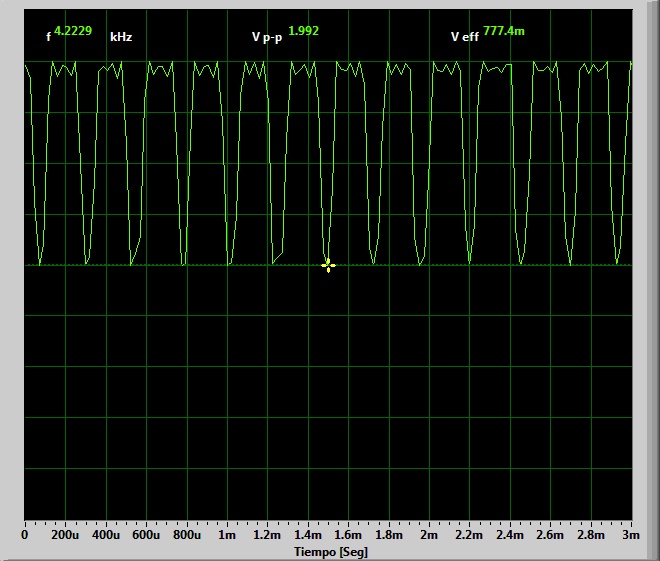 f 4.2229 kHz V p-p 1.992 V eff 777.4m
0 200u 400u 600u 800u 1m 1.2m 1.4m 1.6m 1.8m 2m 2.2m 2.4m 2.6m 2.8m 3m
Tiempo [Seg]